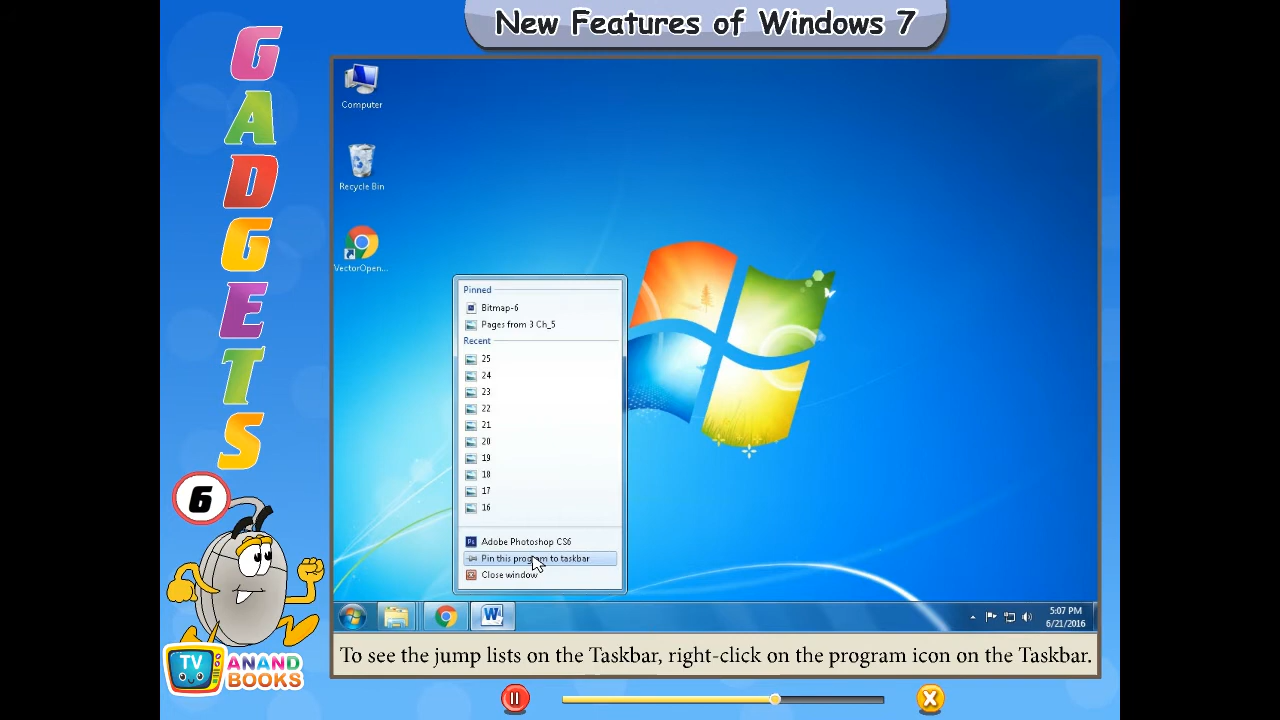 New Features of Windows 7
GADGETS
6
TV
ANAND
BOOKS
Computer
Recycle Bin
VectorOpen...
Pinned
Bitmap-6
Pages from 3 Ch_5
Recent
25
24
23
22
21
20
19
18
17
16
Ps Adobe Photoshop CS6
Pin this program to taskbar
Close window
W
5:07 PM
6/21/2016
To see the jump lists on the Taskbar, right-click on the program icon on the Taskbar.
X